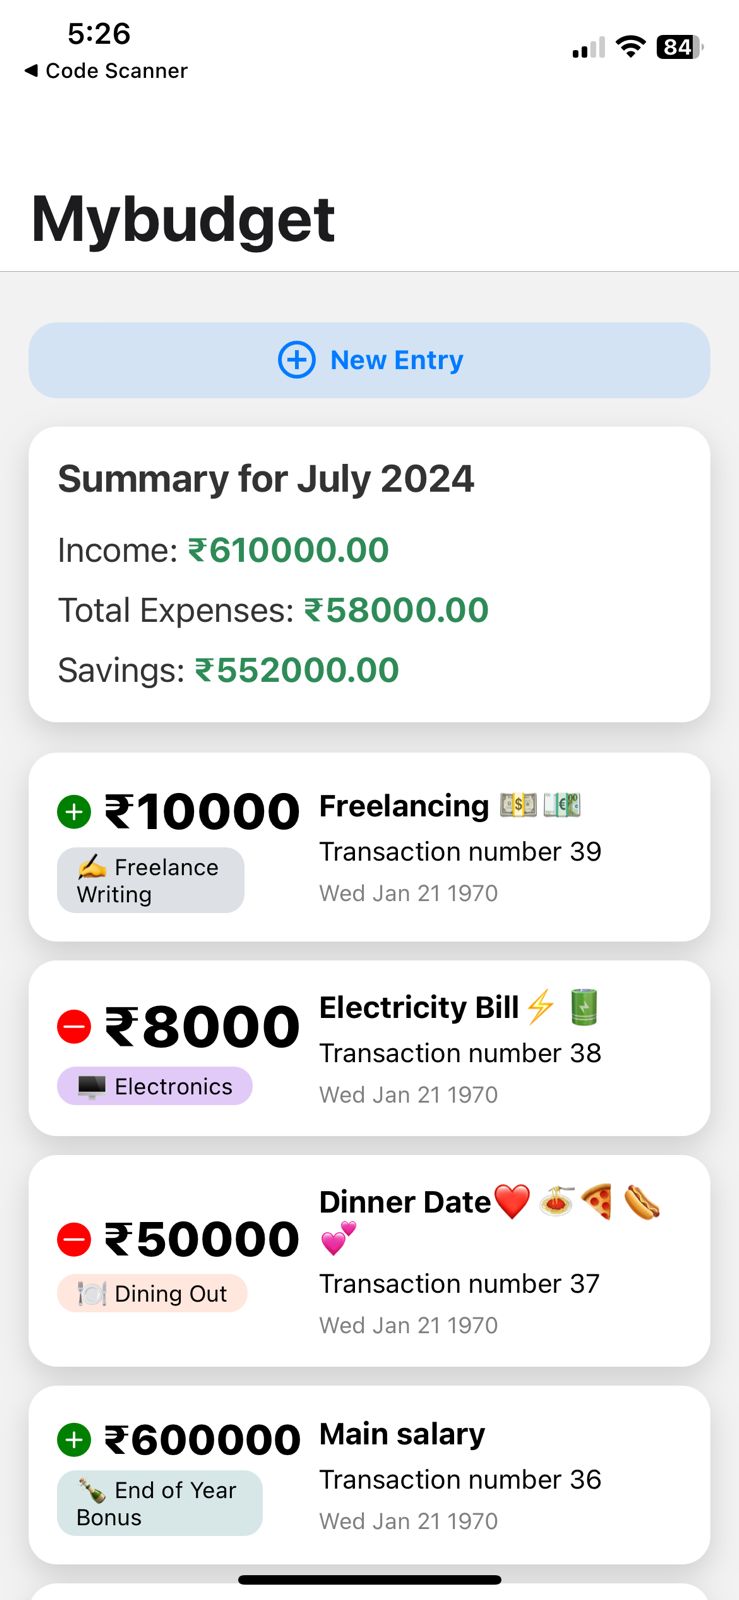 5:26
84
◀ Code Scanner
Mybudget
New Entry
Summary for July 2024
Income: ₹610000.00
Total Expenses: ₹58000.00
Savings: ₹552000.00
₹10000
✍️ Freelance
Writing
Freelancing 💵💶
Transaction number 39
Wed Jan 21 1970
₹8000
🖥️ Electronics
Electricity Bill⚡🔋
Transaction number 38
Wed Jan 21 1970
₹50000
🍽️ Dining Out
Dinner Date❤️🍝🍕🌭
💕
Transaction number 37
Wed Jan 21 1970
₹600000
🍾 End of Year
Bonus
Main salary
Transaction number 36
Wed Jan 21 1970